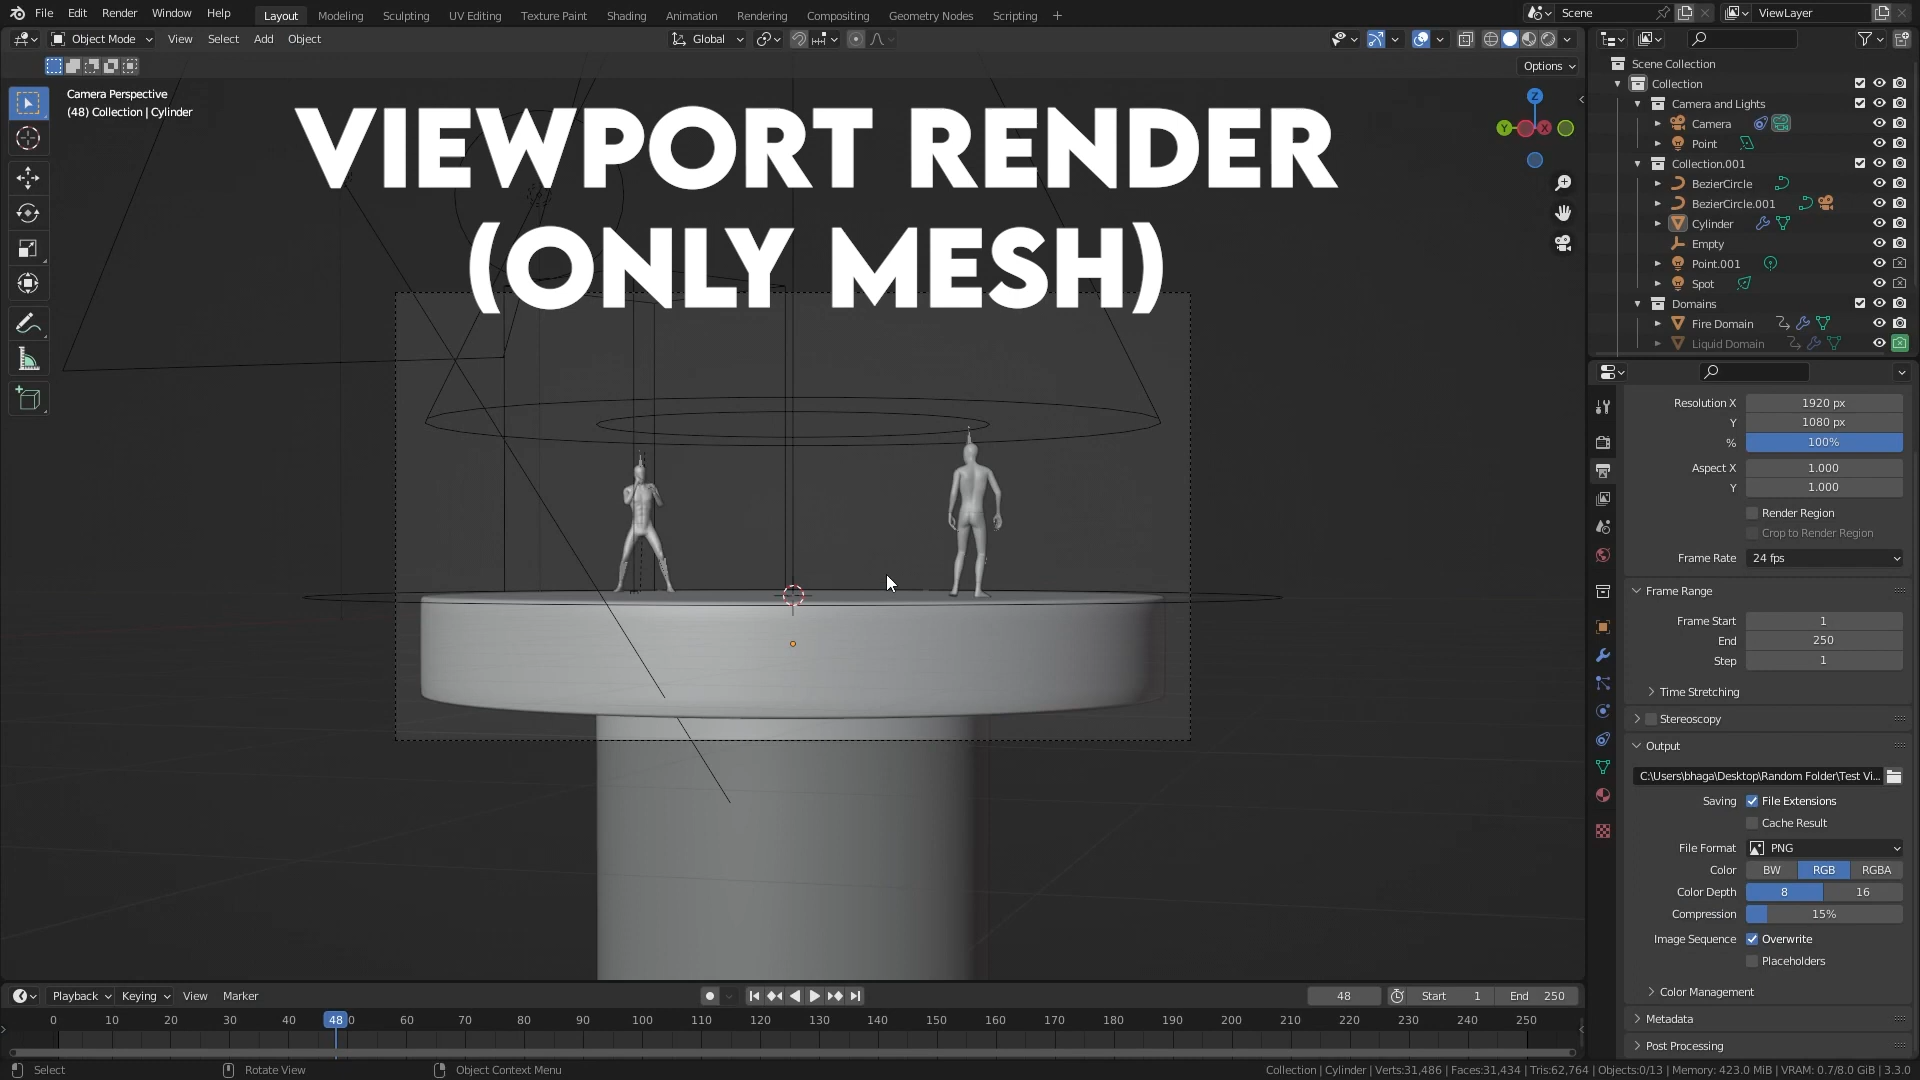 File Edit Render Window Help
Layout Modeling Sculpting UV Editing Texture Paint Shading Animation Rendering Compositing Geometry Nodes Scripting +
Scene
ViewLayer
Object Mode View Select Add Object
Global
Options
Camera Perspective
(48) Collection | Cylinder
VIEWPORT RENDER
(ONLY MESH)
Z
Y
X
Scene Collection
Collection
Camera and Lights
Camera
Point
Collection.001
BezierCircle
BezierCircle.001
Cylinder
Empty
Point.001
Spot
Domains
Fire Domain
Liquid Domain
Resolution X 1920 px
Y 1080 px
% 100%
Aspect X 1.000
Y 1.000
Render Region
Crop to Render Region
Frame Rate 24 fps
Frame Range
Frame Start 1
End 250
Step 1
Time Stretching
Stereoscopy
Output
C:\Users\bhaga\Desktop\Random Folder\Test Vi...
Saving File Extensions
Cache Result
File Format PNG
Color BW RGB RGBA
Color Depth 8 16
Compression 15%
Image Sequence Overwrite
Placeholders
Color Management
Metadata
Post Processing
Playback Keying View Marker
48 Start 1 End 250
0 10 20 30 40 48 0 60 70 80 90 100 110 120 130 140 150 160 170 180 190 200 210 220 230 240 250
Select Rotate View Object Context Menu
Collection | Cylinder | Verts:31,486 | Faces:31,434 | Tris:62,764 | Objects:0/13 | Memory: 423.0 MiB | VRAM: 0.7/8.0 GiB | 3.3.0